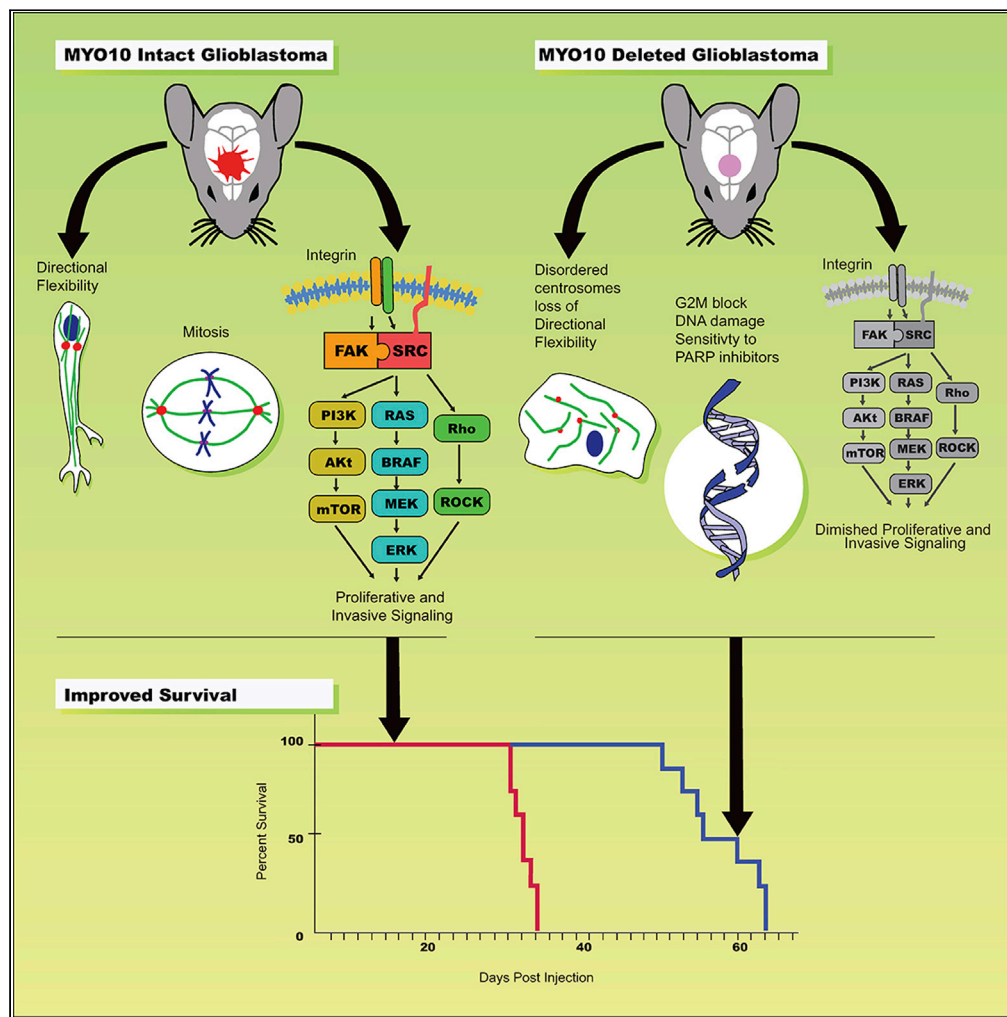 MYO10 Intact Glioblastoma
Directional
Flexibility
Mitosis
Integrin
FAK
SRC
PI3K
RAS
Rho
AKt
BRAF
mTOR
MEK
ROCK
ERK
Proliferative and
Invasive Signaling
MYO10 Deleted Glioblastoma
Disordered
centrosomes
loss of
Directional
Flexibility
G2M block
DNA damage
Sensitivty to
PARP inhibitors
Integrin
FAK
SRC
PI3K
RAS
Rho
AKt
BRAF
mTOR
MEK
ROCK
ERK
Dimished Proliferative and
Invasive Signaling
Improved Survival
Percent Survival
100
50
0
20
40
60
Days Post Injection